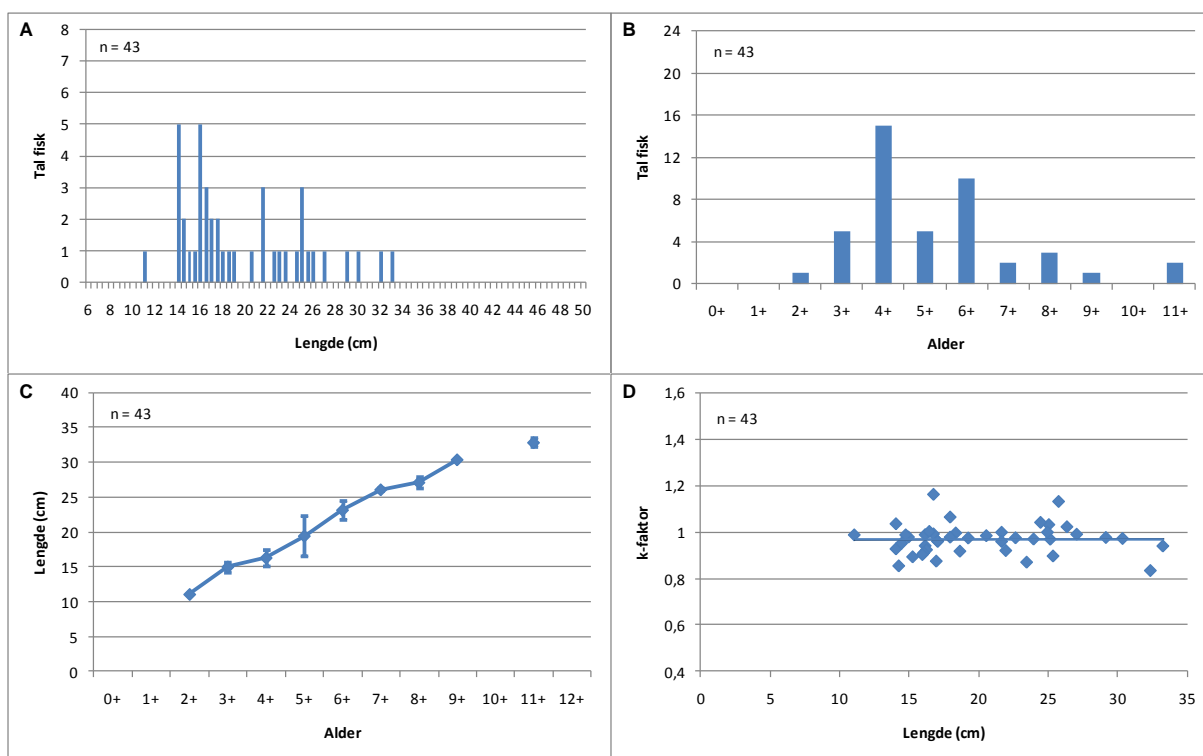 A
n = 43
Tal fisk
8
7
6
5
4
3
2
1
0
6 8 10 12 14 16 18 20 22 24 26 28 30 32 34 36 38 40 42 44 46 48 50
Lengde (cm)
B
n = 43
Tal fisk
24
20
16
12
8
4
0
0+ 1+ 2+ 3+ 4+ 5+ 6+ 7+ 8+ 9+ 10+ 11+
Alder
C
n = 43
Lengde (cm)
40
35
30
25
20
15
10
5
0
0+ 1+ 2+ 3+ 4+ 5+ 6+ 7+ 8+ 9+ 10+ 11+ 12+
Alder
D
n = 43
k-faktor
1,6
1,4
1,2
1
0,8
0,6
0,4
0 5 10 15 20 25 30 35
Lengde (cm)